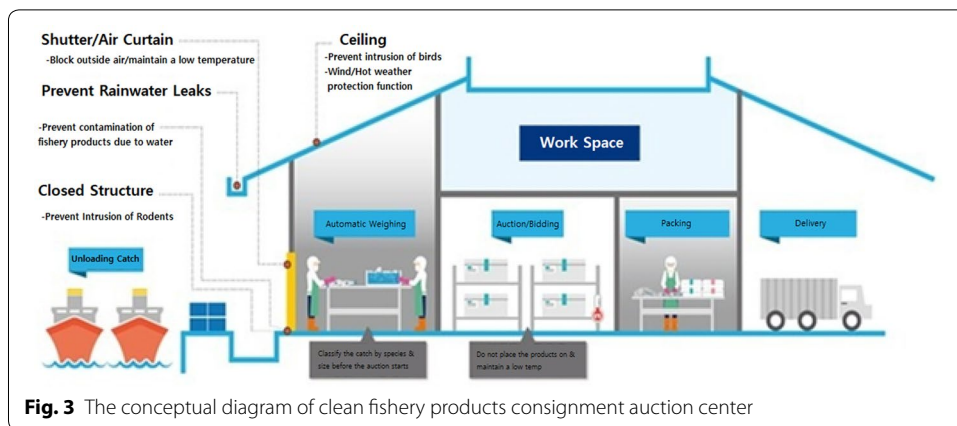 Shutter/Air Curtain
-Block outside air/maintain a low temperature
Prevent Rainwater Leaks
-Prevent contamination of
fishery products due to water
Closed Structure
-Prevent Intrusion of Rodents
Ceiling
-Prevent intrusion of birds
-Wind/Hot weather
protection function
Work Space
Unloading Catch
Automatic Weighing
Auction/Bidding
Packing
Delivery
Classify the catch by species &
size before the auction starts
Do not place the products on &
maintain a low temp
Fig. 3 The conceptual diagram of clean fishery products consignment auction center